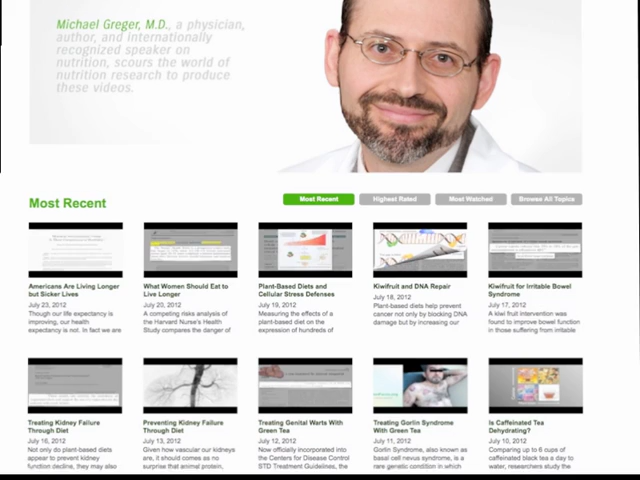 Michael Greger, M.D., a physician,
author, and internationally
recognized speaker on
nutrition, scours the world of
nutrition research to produce
these videos.
Most Recent
Most Recent
Highest Rated
Most Watched
Browse All Topics
Americans Are Living Longer
but Sicker Lives
July 23, 2012
Though our life expectancy is
improving, our health
expectancy is not. In fact we are
What Women Should Eat to
Live Longer
July 20, 2012
A competing risks analysis of
the Harvard Nurse's Health
Study compares the danger of
Plant-Based Diets and
Cellular Stress Defenses
July 19, 2012
Measuring the effects of a
plant-based diet on the
expression of hundreds of
Kiwifruit and DNA Repair
July 18, 2012
Plant-based diets help prevent
cancer not only by blocking DNA
damage but by increasing our
Kiwifruit for Irritable Bowel
Syndrome
July 17, 2012
A kiwi fruit intervention was
found to improve bowel function
in those suffering from irritable
Treating Kidney Failure
Through Diet
July 16, 2012
Not only do plant-based diets
appear to prevent kidney
function decline, they may also
Preventing Kidney Failure
Through Diet
July 13, 2012
Given how vascular our kidneys
are, it should come as no
surprise that animal protein,
Treating Genital Warts With
Green Tea
July 12, 2012
Now officially incorporated into
the Centers for Disease Control
STD Treatment Guidelines, the
Treating Gorlin Syndrome
With Green Tea
July 11, 2012
Gorlin Syndrome, also known as
basal cell nevus syndrome, is a
rare genetic condition in which
Is Caffeinated Tea
Dehydrating?
July 10, 2012
Comparing up to 6 cups of
caffeinated black tea a day to
water, researchers study the